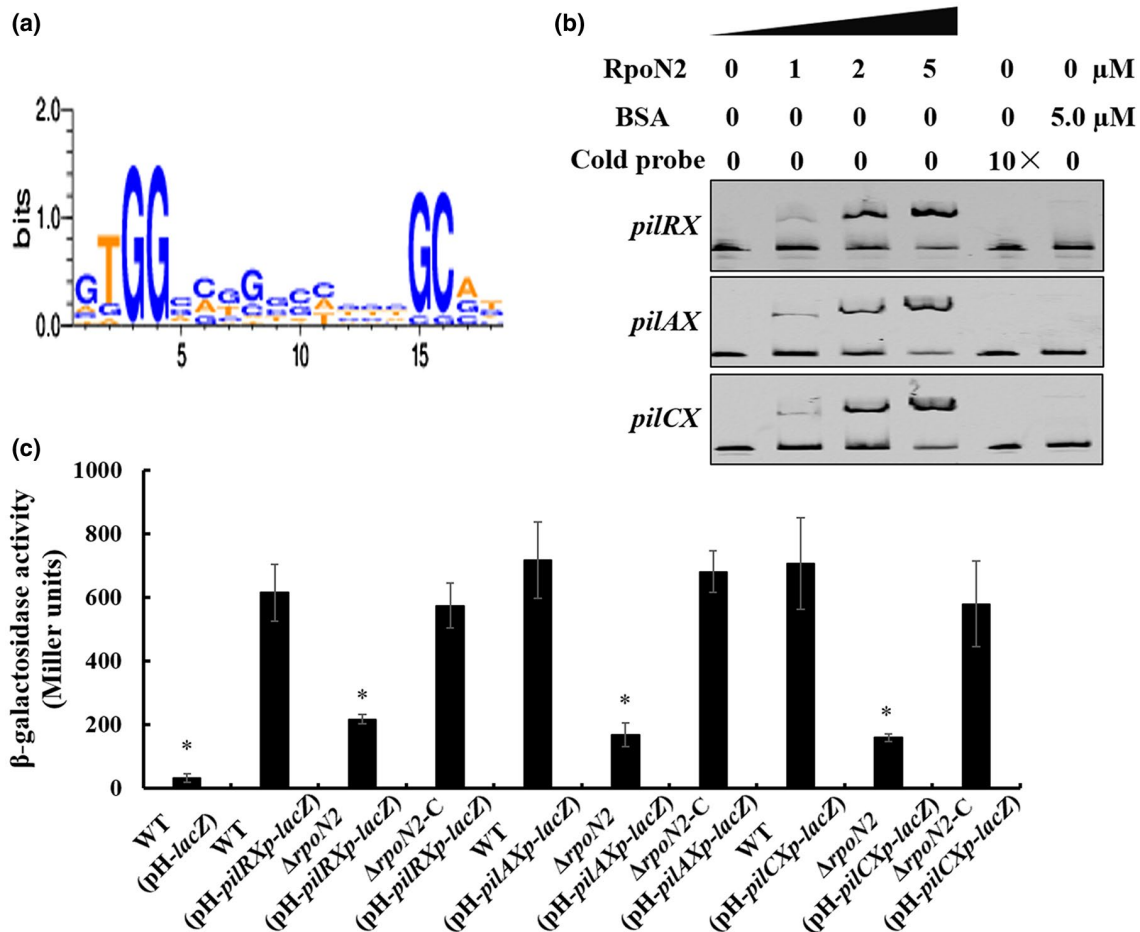 (a)
bits
2.0
1.0
0.0
5
10
15
(b)
RpoN2 0 1 2 5 0 0 μM
BSA 0 0 0 0 0 5.0 μM
Cold probe 0 0 0 0 10× 0
pilRX
pilAX
pilCX
(c)
β-galactosidase activity
(Miller units)
1000
800
600
400
200
0
*
*
*
*
WT
(pH-lacZ)
WT
(pH-pilRXp-lacZ)
ΔrpoN2
(pH-pilRXp-lacZ)
ΔrpoN2-C
(pH-pilRXp-lacZ)
WT
(pH-pilAXp-lacZ)
ΔrpoN2
(pH-pilAXp-lacZ)
ΔrpoN2-C
(pH-pilAXp-lacZ)
WT
(pH-pilCXp-lacZ)
ΔrpoN2
(pH-pilCXp-lacZ)
ΔrpoN2-C
(pH-pilCXp-lacZ)